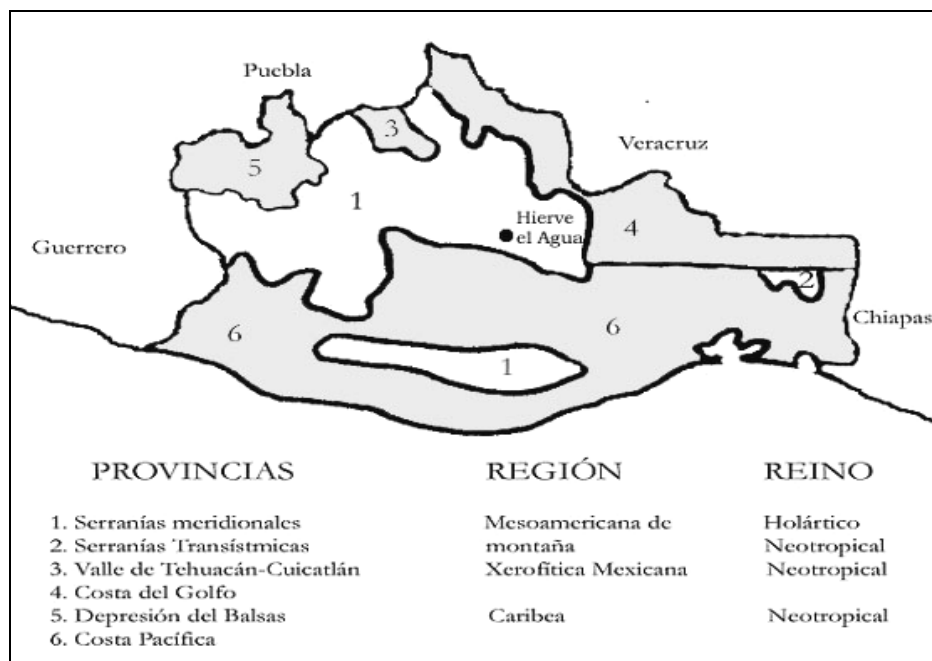 Puebla
3
Veracruz
5
1
Hierve
el Agua
4
Guerrero
2
Chiapas
6
6
1
PROVINCIAS REGIÓN REINO
1. Serranías meridionales Mesoamericana de Holártico
2. Serranías Transístmicas montaña Neotropical
3. Valle de Tehuacán-Cuicatlán Xerofítica Mexicana Neotropical
4. Costa del Golfo
5. Depresión del Balsas Caribea Neotropical
6. Costa Pacífica